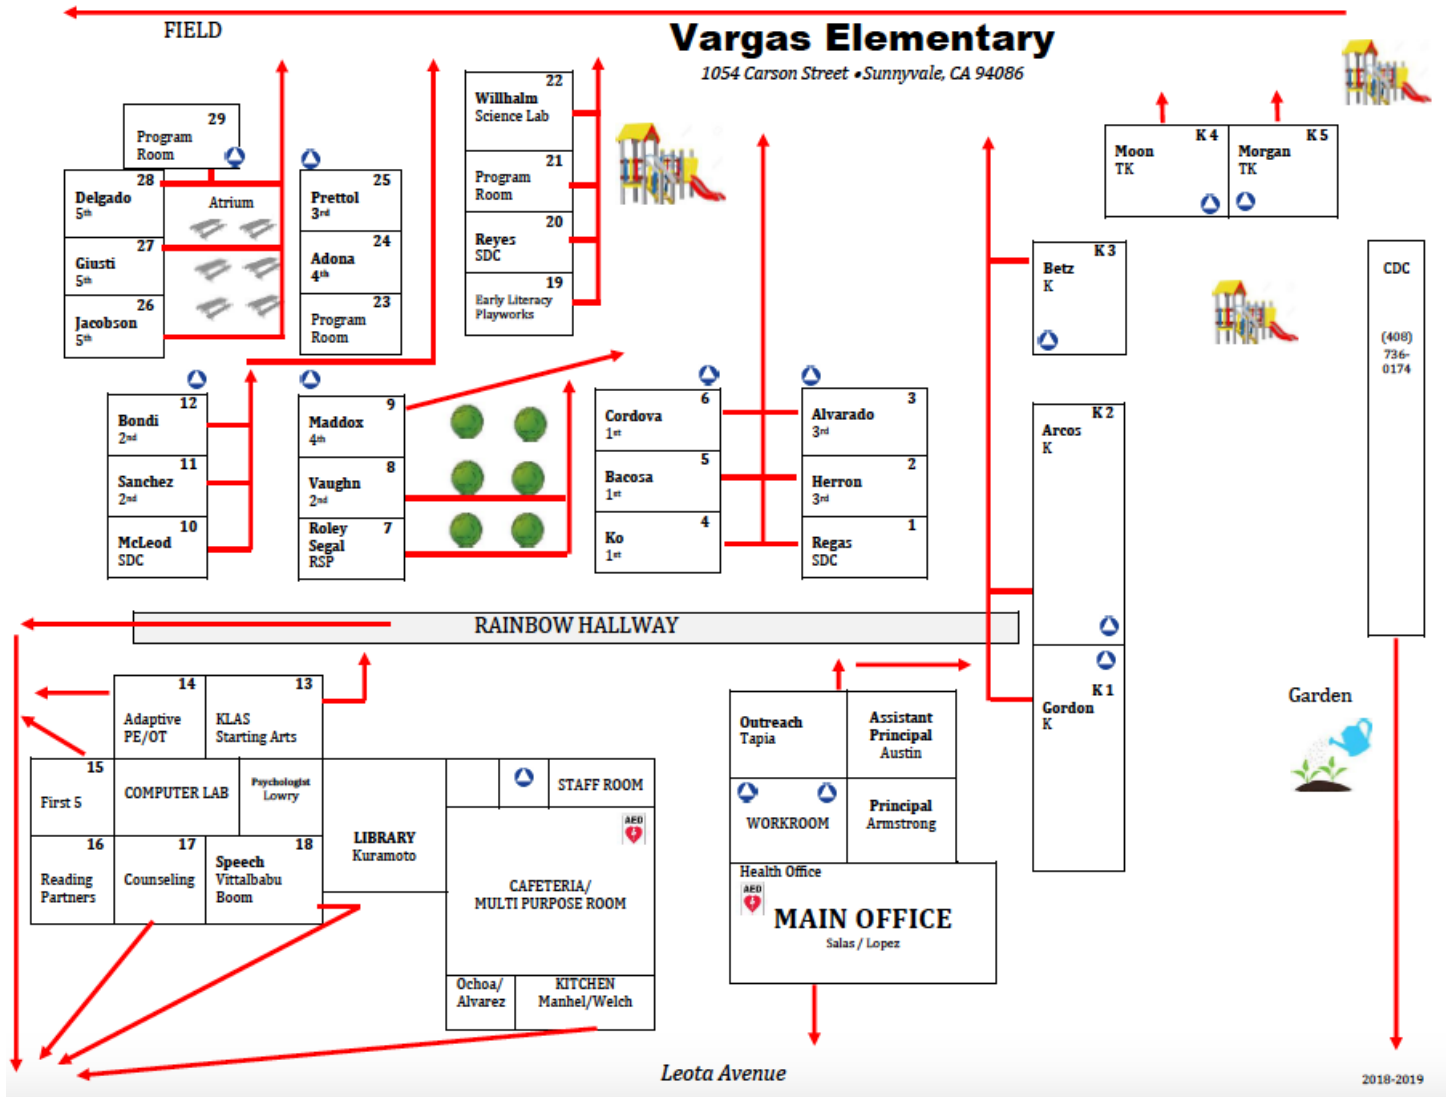 FIELD
Vargas Elementary
1054 Carson Street • Sunnyvale, CA 94086
29
Program
Room
28
Delgado
5th
Atrium
27
Giusti
5th
26
Jacobson
5th
25
Prettol
3rd
24
Adona
4th
23
Program
Room
22
Willhalm
Science Lab
21
Program
Room
20
Reyes
SDC
19
Early Literacy
Playworks
K 4
Moon
TK
K 5
Morgan
TK
K 3
Betz
K
CDC
(408)
736-
0174
12
Bondi
2nd
11
Sanchez
2nd
10
McLeod
SDC
9
Maddox
4th
8
Vaughn
2nd
Roley 7
Segal
RSP
6
Cordova
1st
5
Bacosa
1st
4
Ko
1st
3
Alvarado
3rd
2
Herron
3rd
1
Regas
SDC
K 2
Arcos
K
RAINBOW HALLWAY
K 1
Gordon
K
14
Adaptive
PE/OT
13
KLAS
Starting Arts
15
First 5
COMPUTER LAB
Psychologist
Lowry
16
Reading
Partners
17
Counseling
18
Speech
Vittalbabu
Boom
LIBRARY
Kuramoto
STAFF ROOM
AED
CAFETERIA/
MULTI PURPOSE ROOM
Ochoa/
Alvarez
KITCHEN
Manhel/Welch
Outreach
Tapia
Assistant
Principal
Austin
WORKROOM
Principal
Armstrong
Health Office
AED
MAIN OFFICE
Salas / Lopez
Garden
Leota Avenue
2018-2019